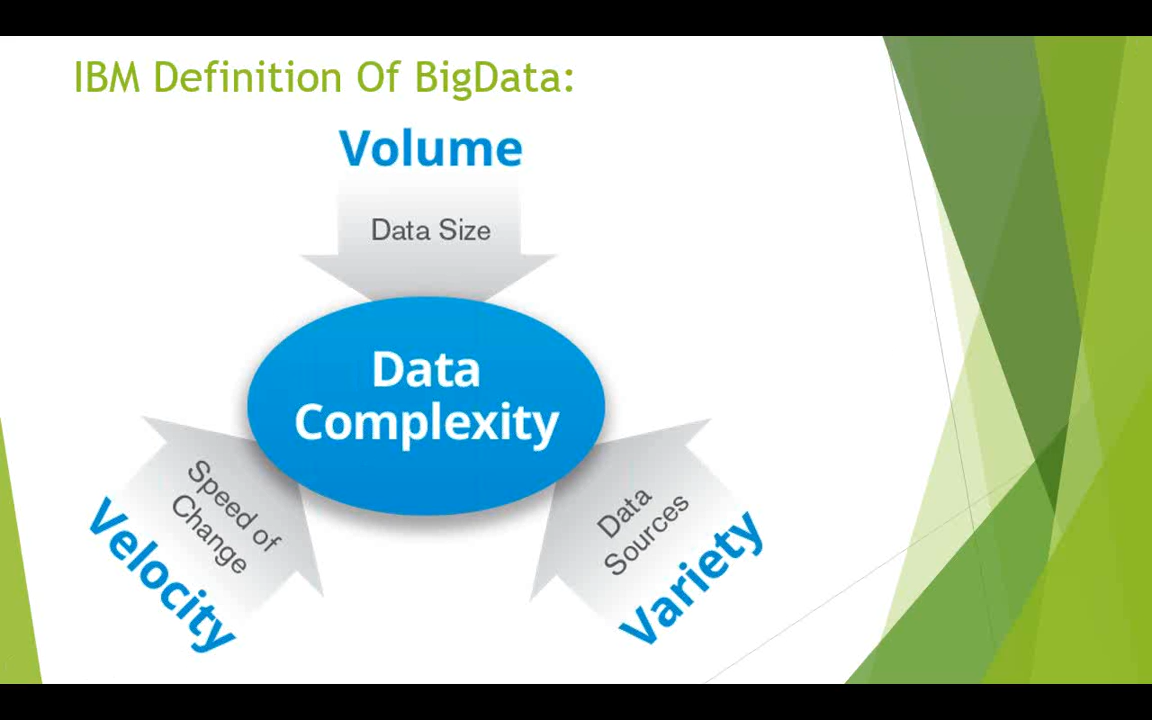 IBM Definition Of BigData:
Volume
Data Size
Data
Complexity
Speed of
Change
Velocity
Data
Sources
Variety